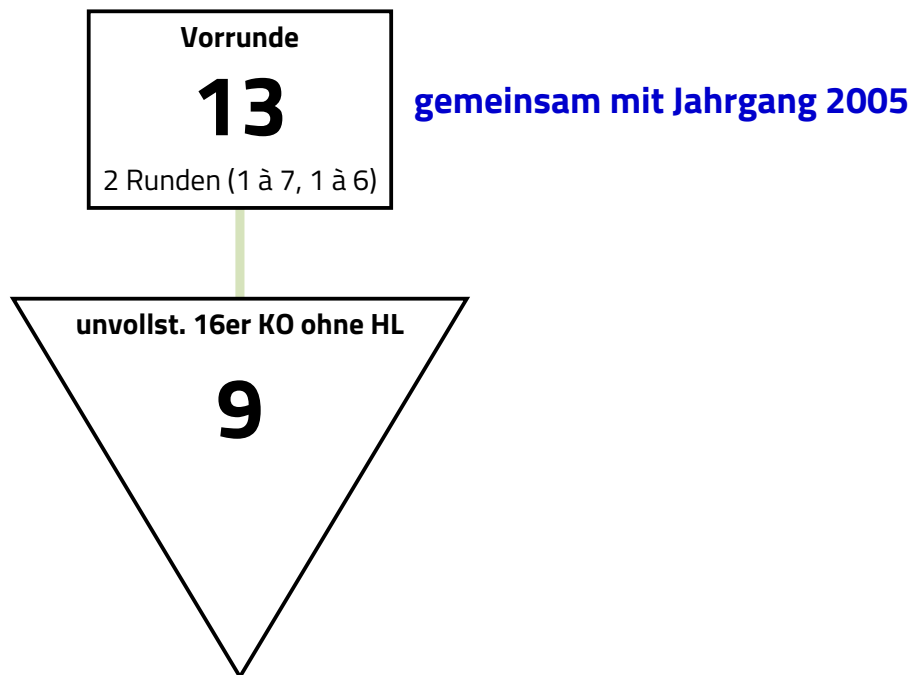 Vorrunde
13
gemeinsam mit Jahrgang 2005
2 Runden (1 à 7, 1 à 6)
unvollst. 16er KO ohne HL
9